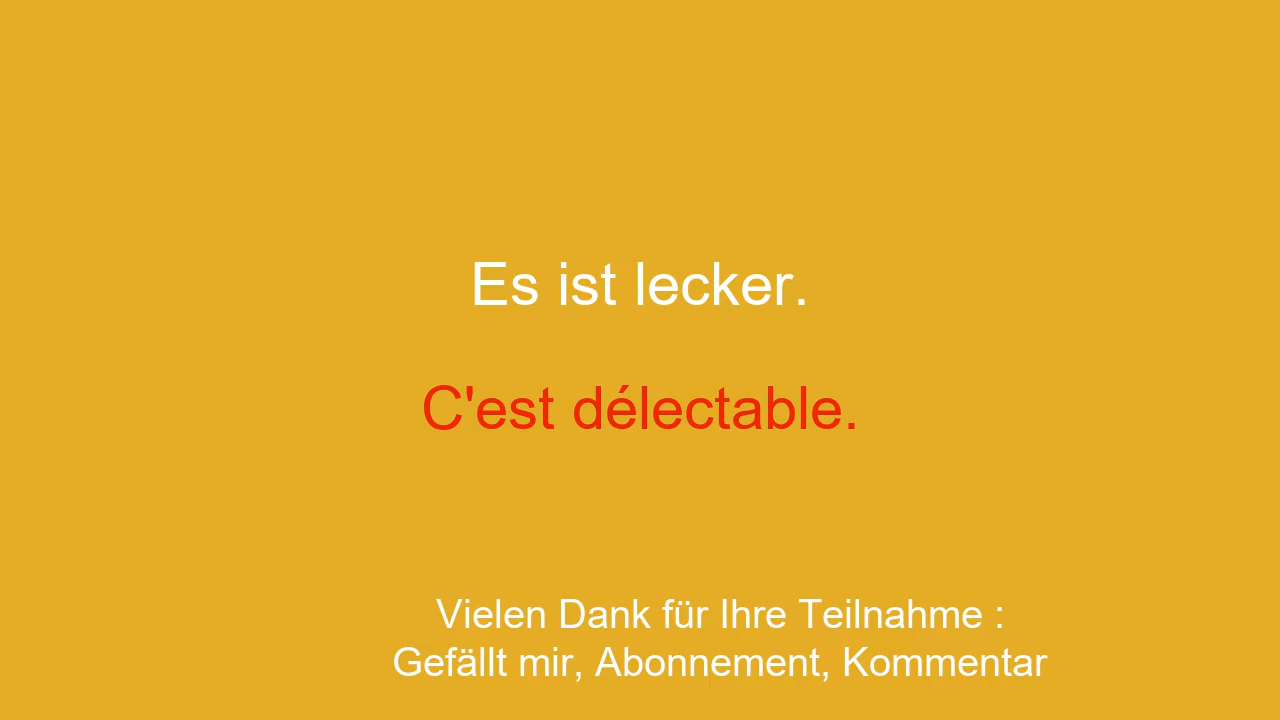 Es ist lecker.
C'est délectable.
Vielen Dank für Ihre Teilnahme :
Gefällt mir, Abonnement, Kommentar